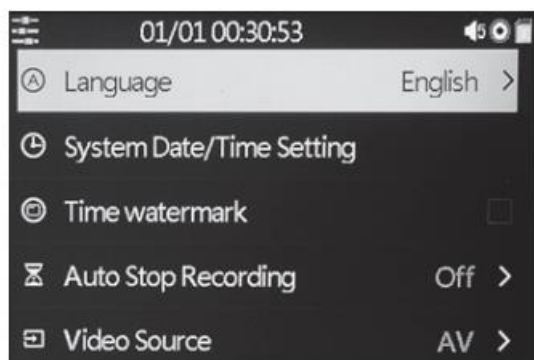 01/01 00:30:53 5
A Language English >
System Date/Time Setting
Time watermark
Auto Stop Recording Off >
Video Source AV >